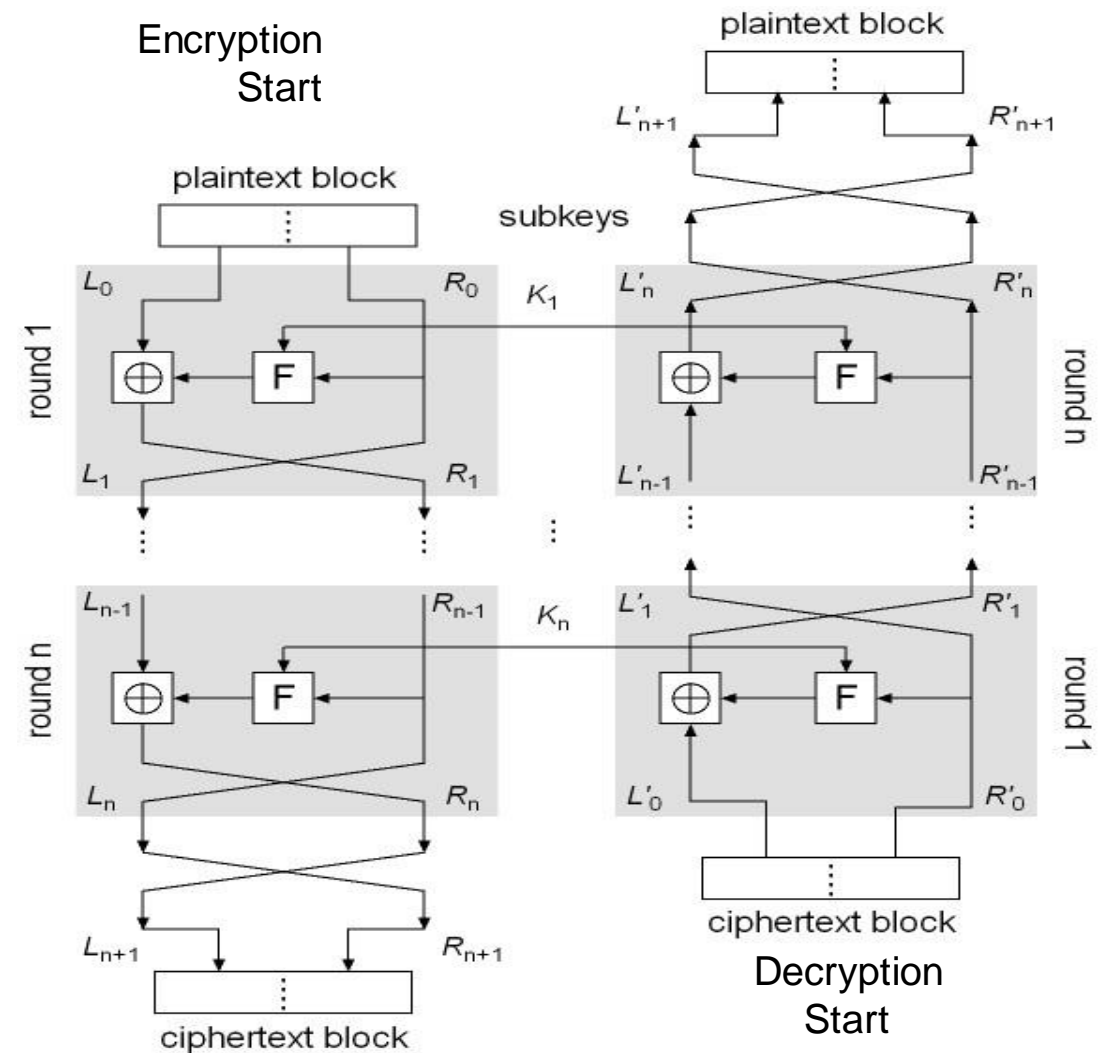 Encryption
Start
plaintext block
L0
R0
round 1
L1
R1
⋮
Ln-1
Rn-1
round n
Ln
Rn
Ln+1
Rn+1
ciphertext block
subkeys
K1
⋮
Kn
F
F
plaintext block
L'n+1
R'n+1
L'n
R'n
round n
F
L'n-1
R'n-1
L'1
R'1
round 1
F
L'0
R'0
ciphertext block
Decryption
Start